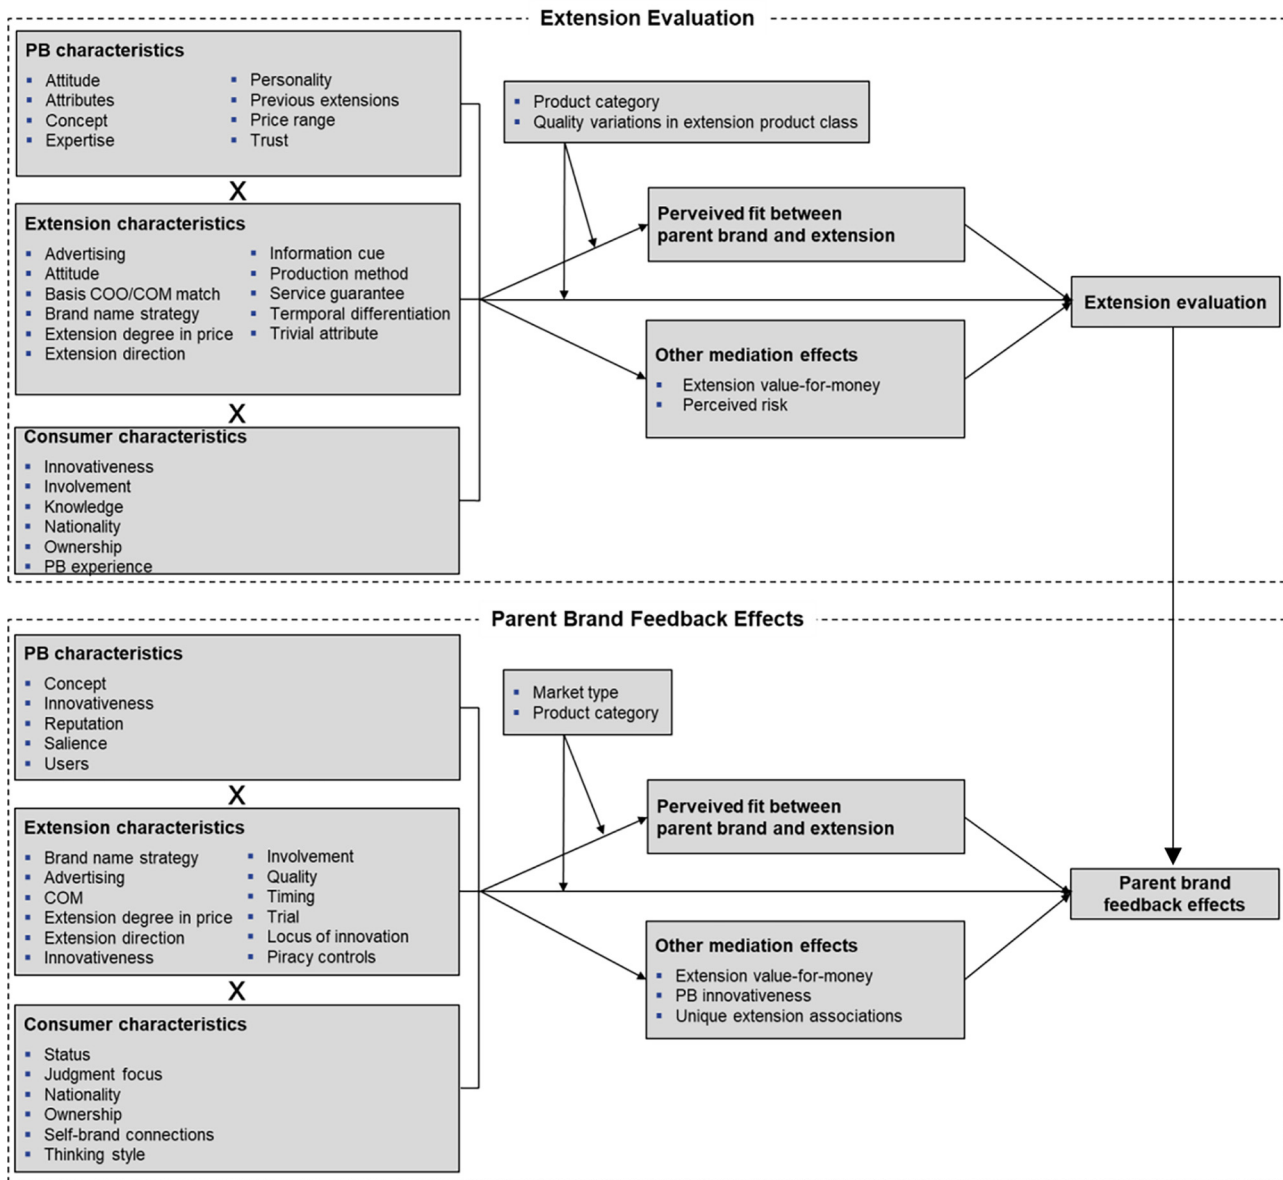 Extension Evaluation
PB characteristics
Attitude
Attributes
Concept
Expertise
Personality
Previous extensions
Price range
Trust
X
Extension characteristics
Advertising
Attitude
Basis COO/COM match
Brand name strategy
Extension degree in price
Extension direction
Information cue
Production method
Service guarantee
Termporal differentiation
Trivial attribute
X
Consumer characteristics
Innovativeness
Involvement
Knowledge
Nationality
Ownership
PB experience
Product category
Quality variations in extension product class
Perveived fit between
parent brand and extension
Other mediation effects
Extension value-for-money
Perceived risk
Extension evaluation
Parent Brand Feedback Effects
PB characteristics
Concept
Innovativeness
Reputation
Salience
Users
X
Extension characteristics
Brand name strategy
Advertising
COM
Extension degree in price
Extension direction
Innovativeness
Involvement
Quality
Timing
Trial
Locus of innovation
Piracy controls
X
Consumer characteristics
Status
Judgment focus
Nationality
Ownership
Self-brand connections
Thinking style
Market type
Product category
Perveived fit between
parent brand and extension
Other mediation effects
Extension value-for-money
PB innovativeness
Unique extension associations
Parent brand
feedback effects